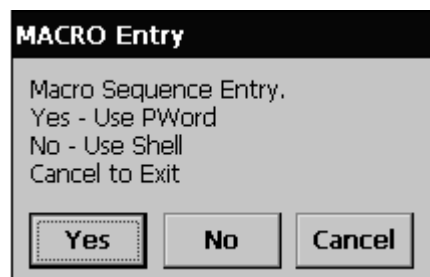 MACRO Entry
Macro Sequence Entry.
Yes - Use PWord
No - Use Shell
Cancel to Exit
Yes No Cancel